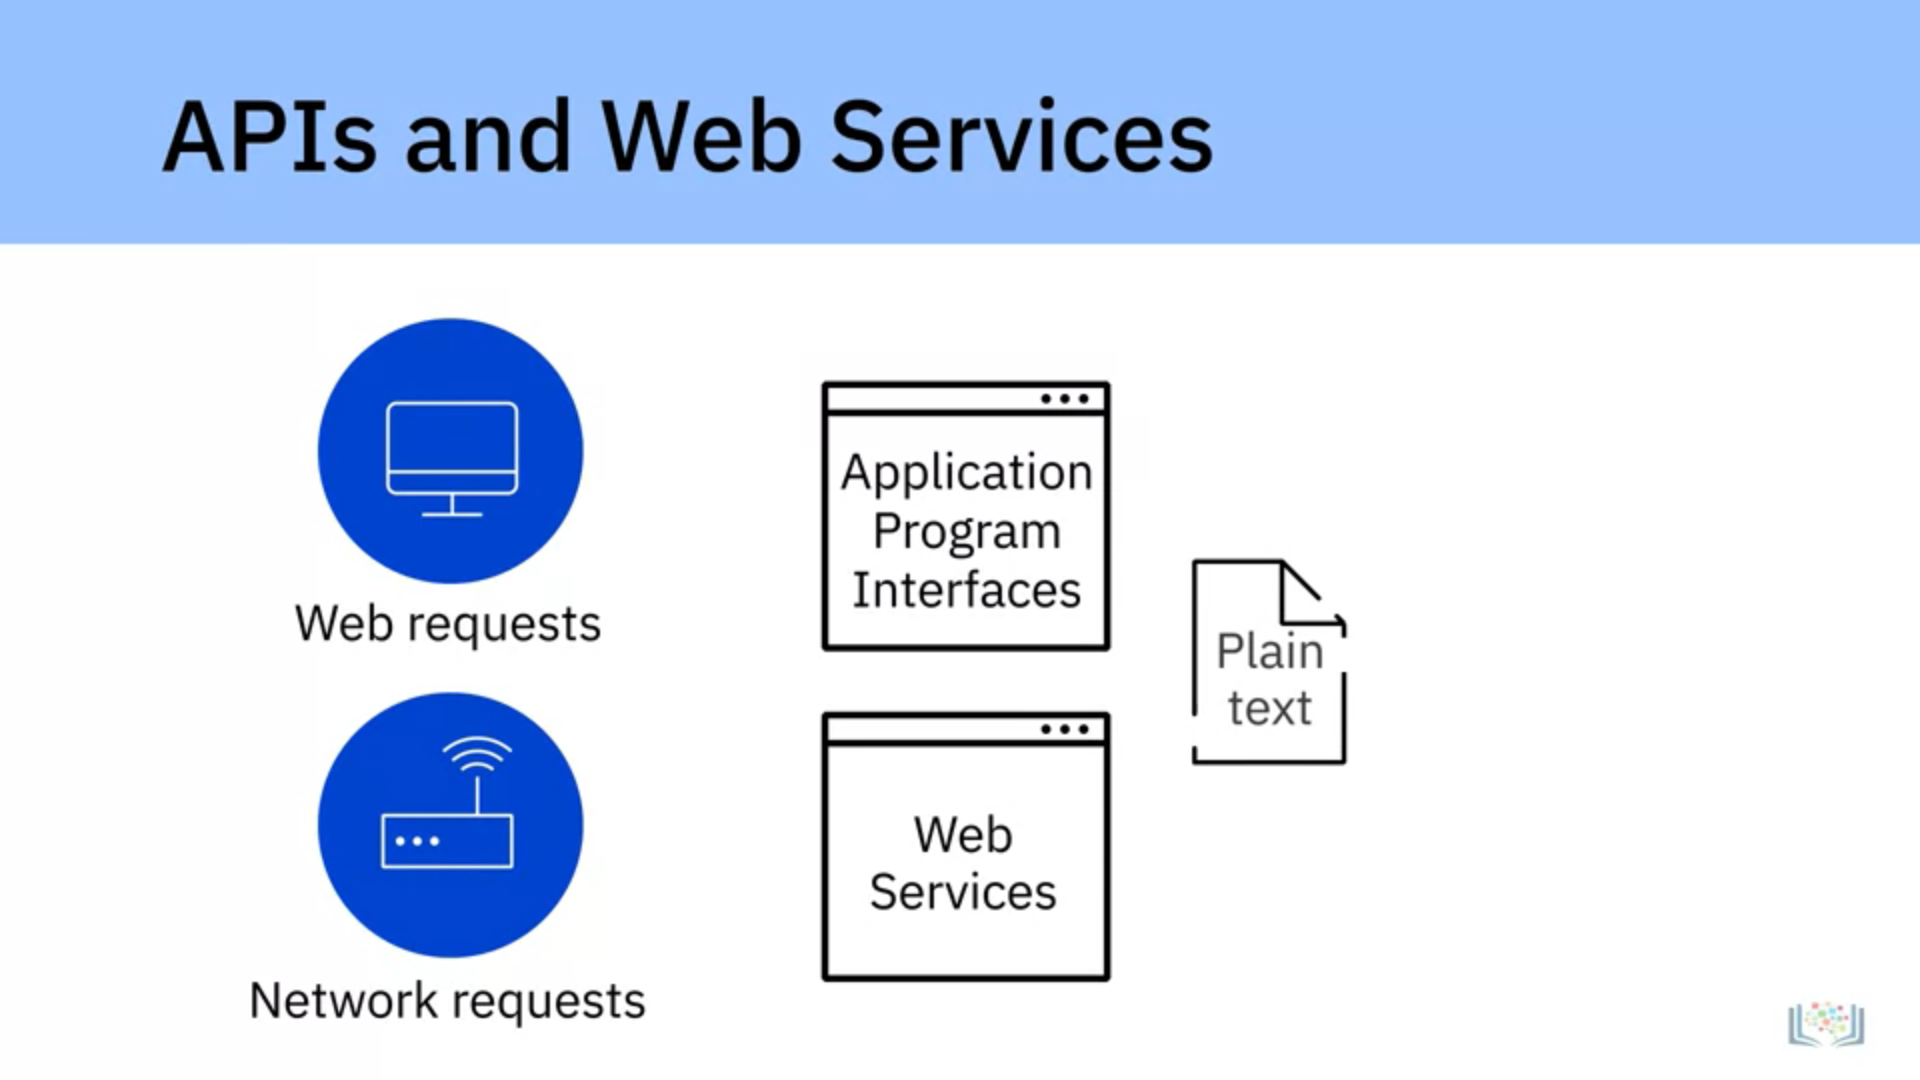 APIs and Web Services
Web requests
Network requests
Application
Program
Interfaces
Web
Services
Plain
text